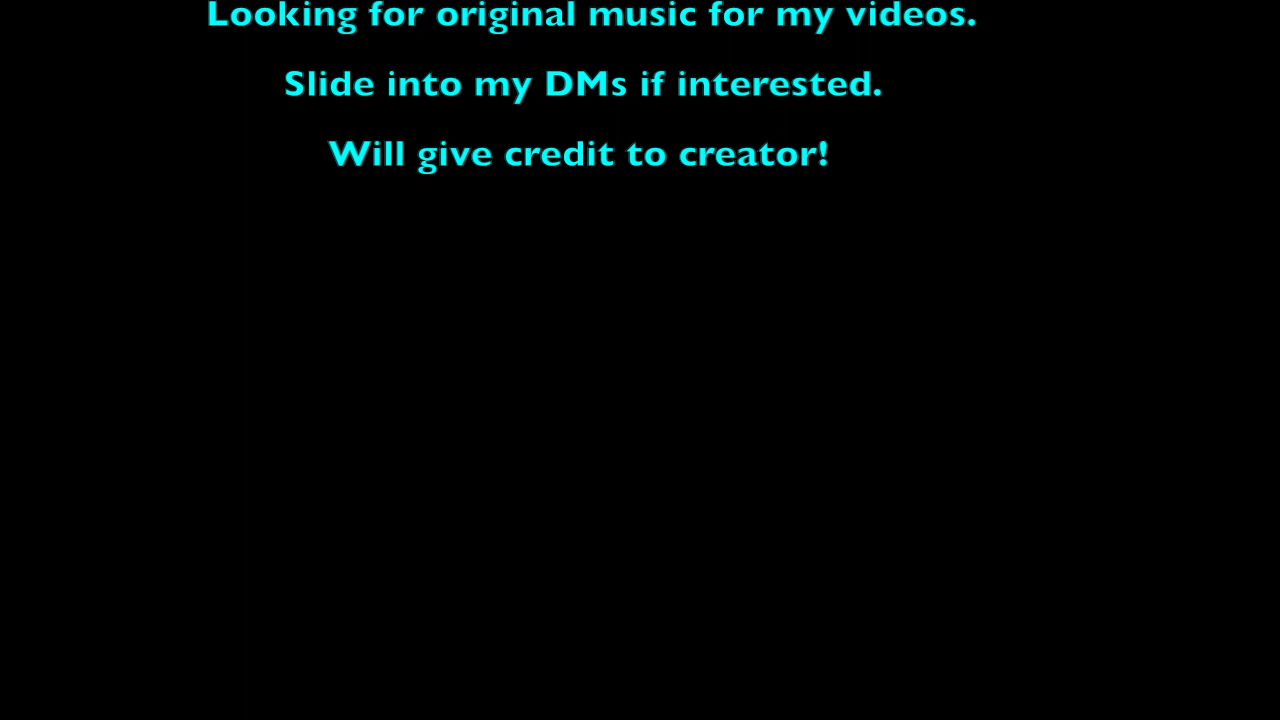 Looking for original music for my videos.
Slide into my DMs if interested.
Will give credit to creator!